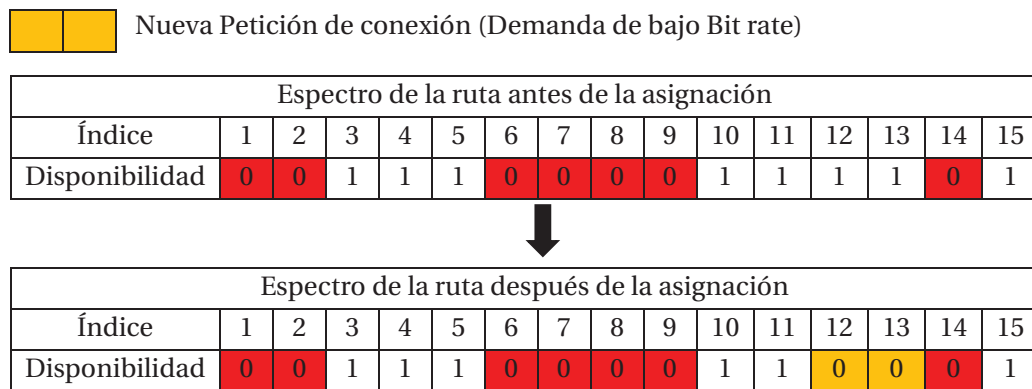 Nueva Petición de conexión (Demanda de bajo Bit rate)
Espectro de la ruta antes de la asignación
Índice 1 2 3 4 5 6 7 8 9 10 11 12 13 14 15
Disponibilidad 0 0 1 1 1 0 0 0 0 1 1 1 1 0 1
Espectro de la ruta después de la asignación
Índice 1 2 3 4 5 6 7 8 9 10 11 12 13 14 15
Disponibilidad 0 0 1 1 1 0 0 0 0 1 1 0 0 0 1